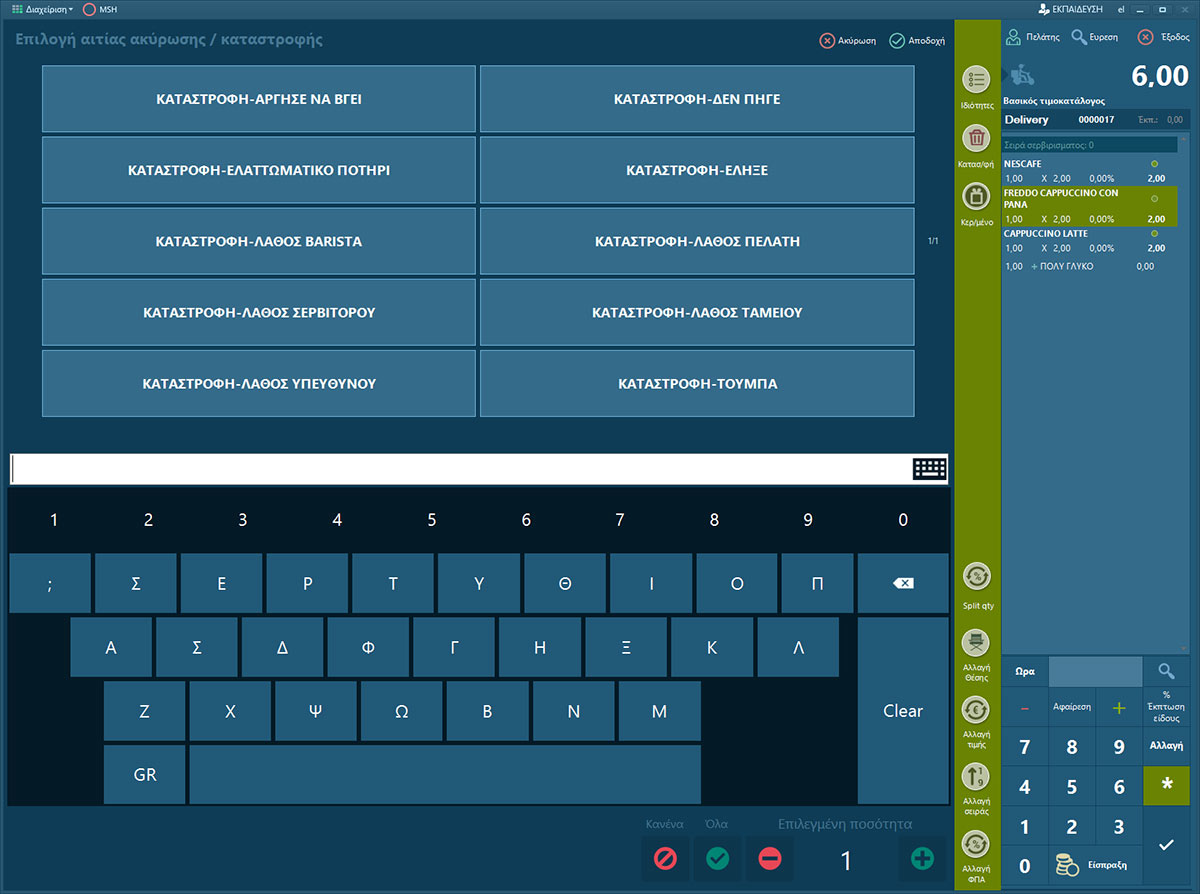 Διαχείριση
MSH
ΕΚΠΑΙΔΕΥΣΗ
el
Επιλογή αιτίας ακύρωσης / καταστροφής
Ακύρωση
Αποδοχή
ΚΑΤΑΣΤΡΟΦΗ-ΑΡΓΗΣΕ ΝΑ ΒΓΕΙ
ΚΑΤΑΣΤΡΟΦΗ-ΔΕΝ ΠΗΓΕ
ΚΑΤΑΣΤΡΟΦΗ-ΕΛΑΤΤΩΜΑΤΙΚΟ ΠΟΤΗΡΙ
ΚΑΤΑΣΤΡΟΦΗ-ΕΛΗΞΕ
ΚΑΤΑΣΤΡΟΦΗ-ΛΑΘΟΣ BARISTA
ΚΑΤΑΣΤΡΟΦΗ-ΛΑΘΟΣ ΠΕΛΑΤΗ
ΚΑΤΑΣΤΡΟΦΗ-ΛΑΘΟΣ ΣΕΡΒΙΤΟΡΟΥ
ΚΑΤΑΣΤΡΟΦΗ-ΛΑΘΟΣ ΤΑΜΕΙΟΥ
ΚΑΤΑΣΤΡΟΦΗ-ΛΑΘΟΣ ΥΠΕΥΘΥΝΟΥ
ΚΑΤΑΣΤΡΟΦΗ-ΤΟΥΜΠΑ
1/1
1 2 3 4 5 6 7 8 9 0
; Σ Ε Ρ Τ Υ Θ Ι Ο Π
Α Σ Δ Φ Γ Η Ξ Κ Λ
Ζ Χ Ψ Ω Β Ν Μ
Clear
GR
Κανένα
Όλα
Επιλεγμένη ποσότητα
1
Ιδιότητες
Κατασ/φή
Κερ/μένο
Split qty
Αλλαγή
Θέσης
Αλλαγή
τιμής
1
9
Αλλαγή
σειράς
Αλλαγή
ΦΠΑ
Πελάτης
Ευρεση
Έξοδος
6,00
Βασικός τιμοκατάλογος
Delivery 0000017 Έκπ.: 0,00
Σειρά σερβιρισματος: 0
NESCAFE
1,00 X 2,00 0,00% 2,00
FREDDO CAPPUCCINO CON
PANA
1,00 X 2,00 0,00% 2,00
CAPPUCCINO LATTE
1,00 X 2,00 0,00% 2,00
1,00 + ΠΟΛΥ ΓΛΥΚΟ 0,00
Ωρα
- Αφαίρεση +
%
Έκπτωση
είδους
7 8 9 Αλλαγή
4 5 6 *
1 2 3
0 Είσπραξη